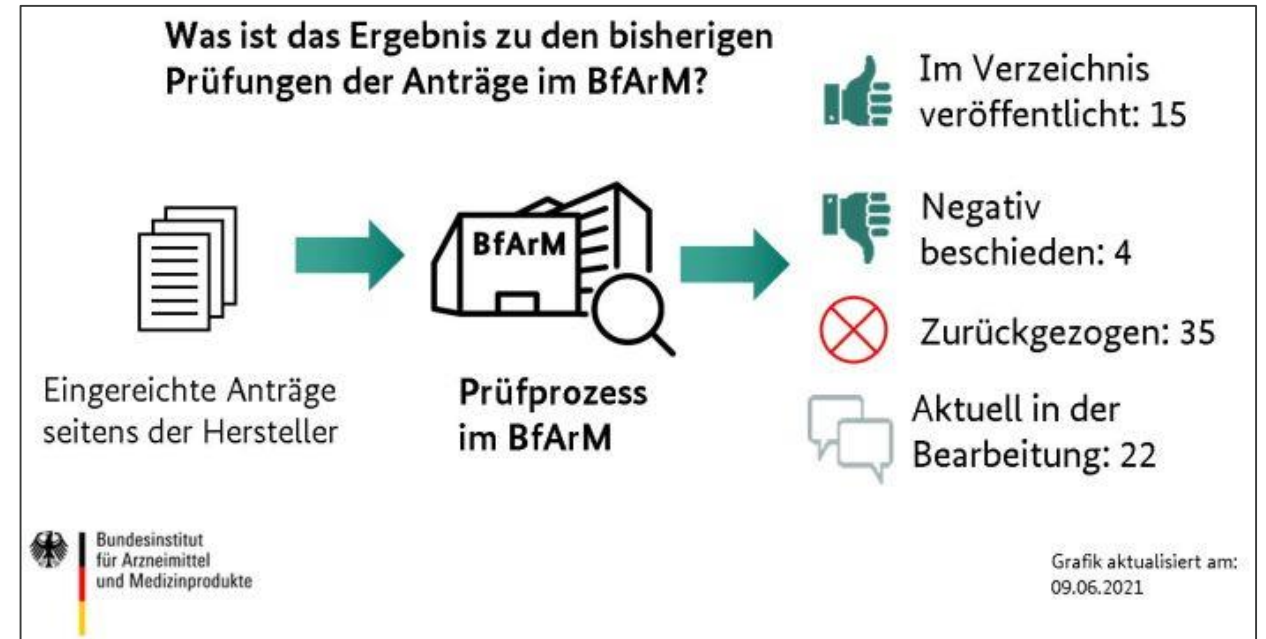 Was ist das Ergebnis zu den bisherigen
Prüfungen der Anträge im BfArM?
Eingereichte Anträge
seitens der Hersteller
BfArM
Prüfprozess
im BfArM
Im Verzeichnis
veröffentlicht: 15
Negativ
beschieden: 4
Zurückgezogen: 35
Aktuell in der
Bearbeitung: 22
Bundesinstitut
für Arzneimittel
und Medizinprodukte
Grafik aktualisiert am:
09.06.2021